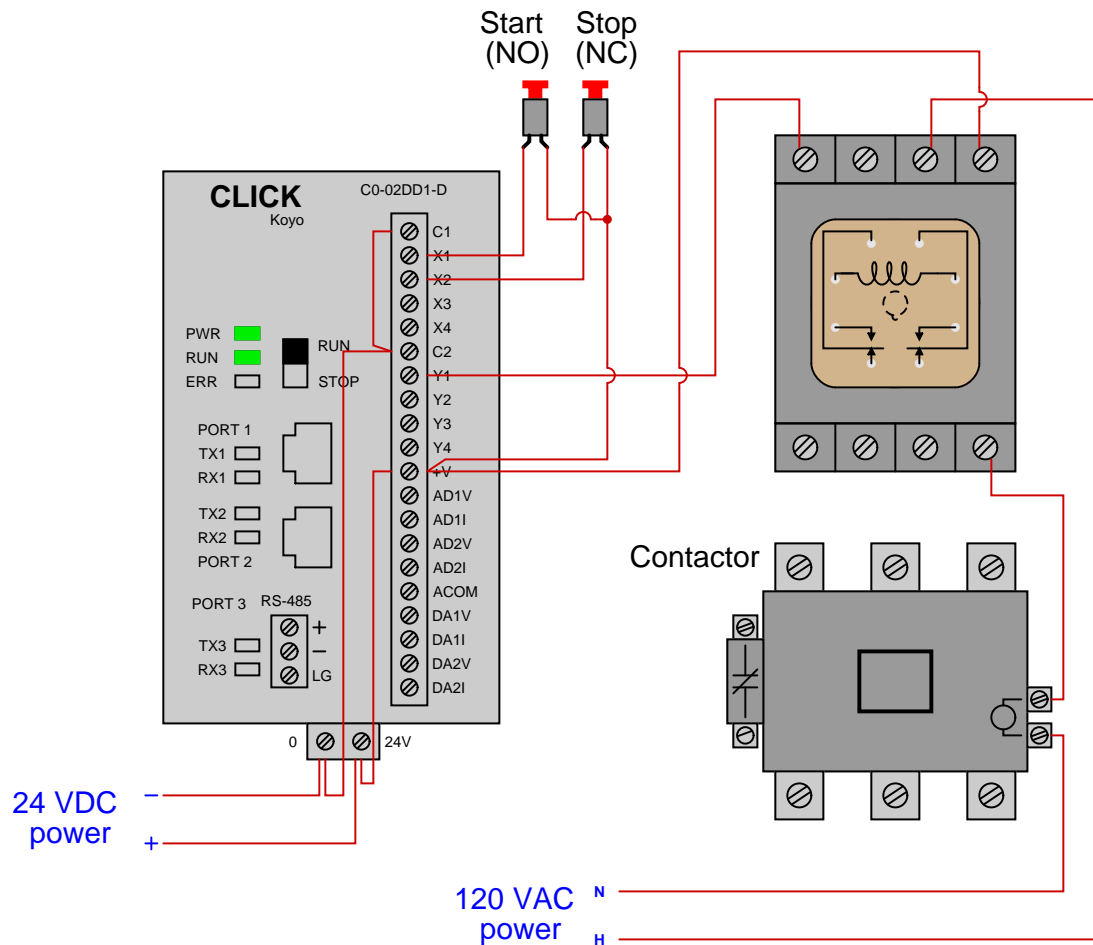 Start
(NO)
Stop
(NC)
CLICK
Koyo
C0-02DD1-D
C1
X1
X2
X3
X4
C2
Y1
Y2
Y3
Y4
+V
AD1V
AD1I
AD2V
AD2I
ACOM
DA1V
DA1I
DA2V
DA2I
PWR
RUN
ERR
RUN
STOP
PORT 1
TX1
RX1
TX2
RX2
PORT 2
PORT 3
RS-485
+
−
LG
TX3
RX3
0
24V
24 VDC
power
−
+
Contactor
120 VAC
power
N
H